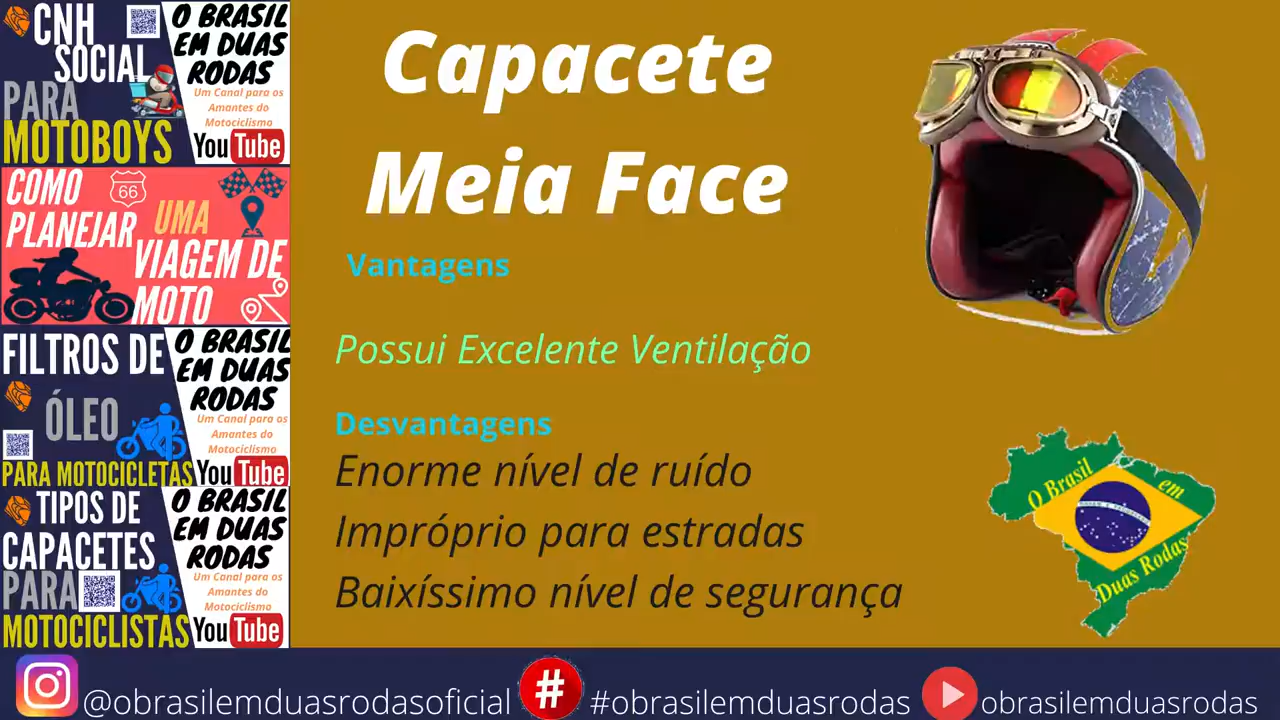 CNH
SOCIAL
PARA
MOTOBOYS
O BRASIL
EM DUAS
RODAS
Um Canal para os
Amantes do
Motociclismo
YouTube
COMO
PLANEJAR
UMA
VIAGEM DE
MOTO
66
FILTROS DE
ÓLEO
PARA MOTOCICLETAS
O BRASIL
EM DUAS
RODAS
Um Canal para os
Amantes do
Motociclismo
YouTube
TIPOS DE
CAPACETES
PARA
MOTOCICLISTAS
O BRASIL
EM DUAS
RODAS
Um Canal para os
Amantes do
Motociclismo
YouTube
Capacete
Meia Face
Vantagens
Possui Excelente Ventilação
Desvantagens
Enorme nível de ruído
Impróprio para estradas
Baixíssimo nível de segurança
O Brasil em
Duas Rodas
@obrasilemduasrodasoficial # #obrasilemduasrodas obrasilemduasrodas